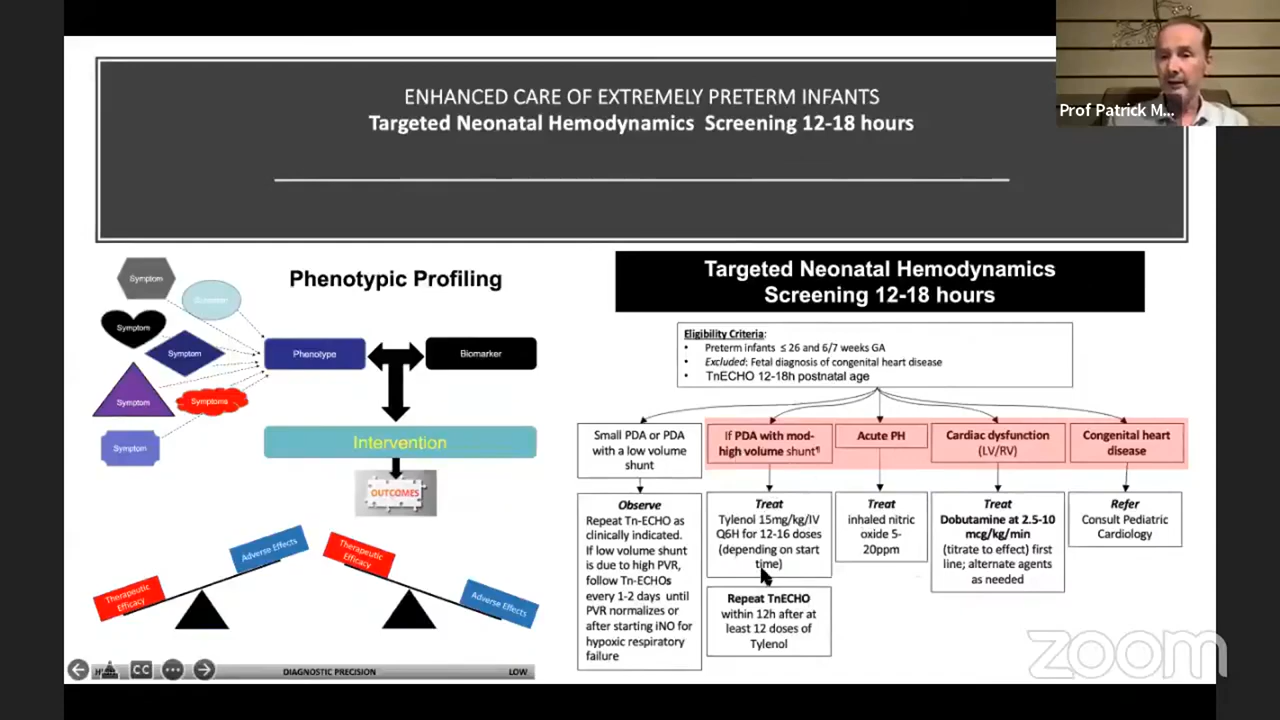 Prof Patrick M...
ENHANCED CARE OF EXTREMELY PRETERM INFANTS
Targeted Neonatal Hemodynamics Screening 12-18 hours
Phenotypic Profiling
Symptom
Symptom
Symptom
Symptom
Symptoms
Symptom
Phenotype
Biomarker
Intervention
OUTCOMES
Therapeutic
Efficacy
Adverse Effects
Therapeutic
Efficacy
Adverse Effects
CC
DIAGNOSTIC PRECISION
LOW
Targeted Neonatal Hemodynamics
Screening 12-18 hours
Eligibility Criteria:
• Preterm infants ≤ 26 and 6/7 weeks GA
• Excluded: Fetal diagnosis of congenital heart disease
• TnECHO 12-18h postnatal age
Small PDA or PDA
with a low volume
shunt
If PDA with mod-
high volume shunt¶
Acute PH
Cardiac dysfunction
(LV/RV)
Congenital heart
disease
Observe
Repeat Tn-ECHO as
clinically indicated.
If low volume shunt
is due to high PVR,
follow Tn-ECHOs
every 1-2 days until
PVR normalizes or
after starting iNO for
hypoxic respiratory
failure
Treat
Tylenol 15mg/kg/IV
Q6H for 12-16 doses
(depending on start
time)
Repeat TnECHO
within 12h after at
least 12 doses of
Tylenol
Treat
inhaled nitric
oxide 5-
20ppm
Treat
Dobutamine at 2.5-10
mcg/kg/min
(titrate to effect) first
line; alternate agents
as needed
Refer
Consult Pediatric
Cardiology
zoom